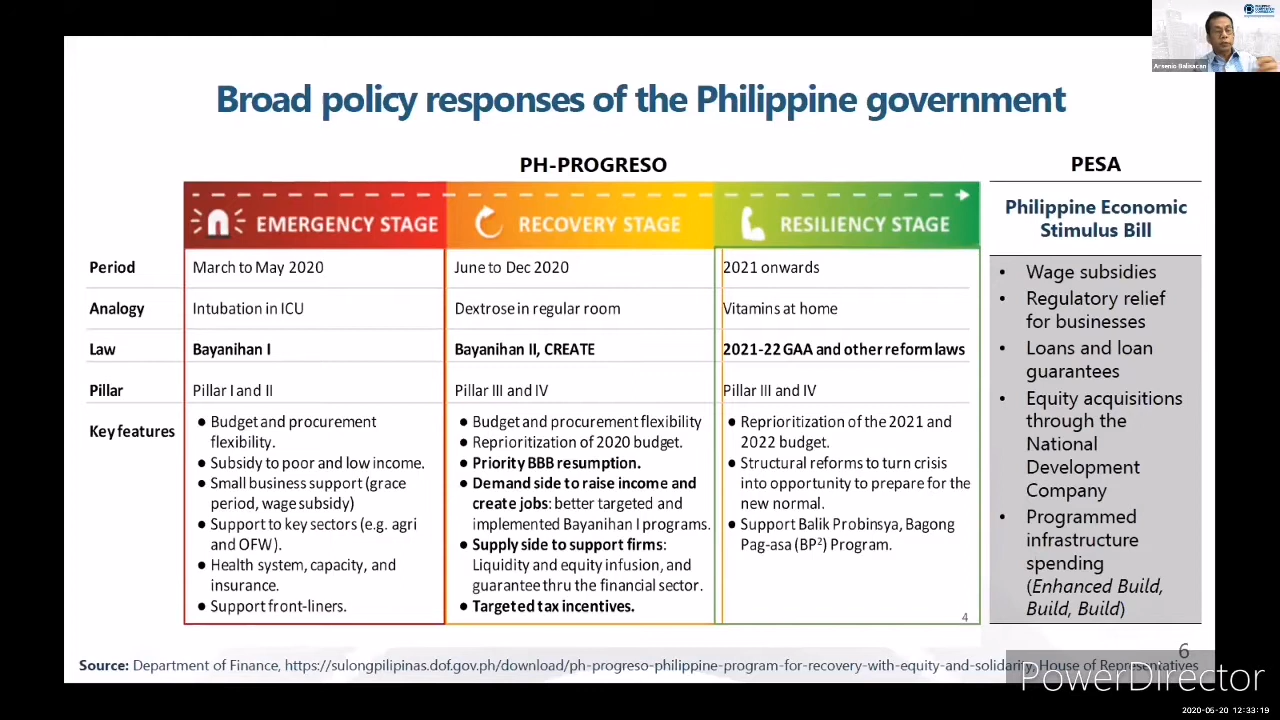 Arsenio Balisacan
Broad policy responses of the Philippine government
PH-PROGRESO
PESA
EMERGENCY STAGE
RECOVERY STAGE
RESILIENCY STAGE
Philippine Economic
Stimulus Bill
Period
March to May 2020
June to Dec 2020
2021 onwards
Analogy
Intubation in ICU
Dextrose in regular room
Vitamins at home
Law
Bayanihan I
Bayanihan II, CREATE
2021-22 GAA and other reform laws
Pillar
Pillar I and II
Pillar III and IV
Pillar III and IV
Key features
● Budget and procurement
flexibility.
● Subsidy to poor and low income.
● Small business support (grace
period, wage subsidy)
● Support to key sectors (e.g. agri
and OFW).
● Health system, capacity, and
insurance.
● Support front-liners.
● Budget and procurement flexibility
● Reprioritization of 2020 budget.
● Priority BBB resumption.
● Demand side to raise income and
create jobs: better targeted and
implemented Bayanihan I programs.
● Supply side to support firms:
Liquidity and equity infusion, and
guarantee thru the financial sector.
● Targeted tax incentives.
● Reprioritization of the 2021 and
2022 budget.
● Structural reforms to turn crisis
into opportunity to prepare for the
new normal.
● Support Balik Probinsya, Bagong
Pag-asa (BP²) Program.
4
• Wage subsidies
• Regulatory relief
for businesses
• Loans and loan
guarantees
• Equity acquisitions
through the
National
Development
Company
• Programmed
infrastructure
spending
(Enhanced Build,
Build, Build)
6
Source: Department of Finance, https://sulongpilipinas.dof.gov.ph/download/ph-progreso-philippine-program-for-recovery-with-equity-and-solidarity, House of Representatives
PowerDirector
2020-05-20 12:33:19